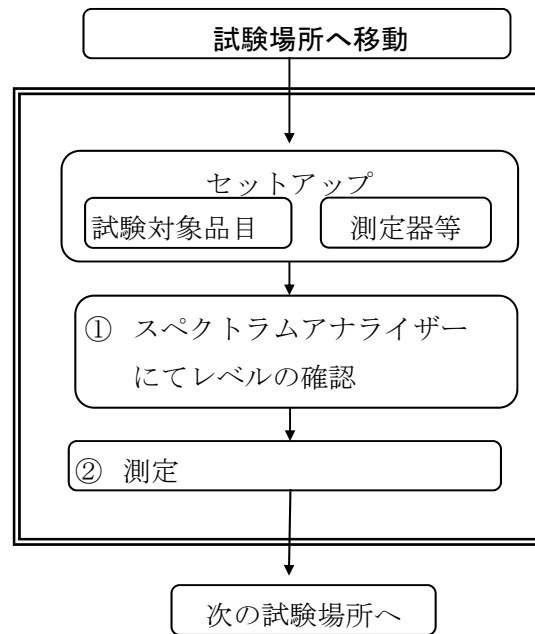 試験場所へ移動
セットアップ
試験対象品目
測定器等
① スペクトラムアナライザー
にてレベルの確認
② 測定
次の試験場所へ